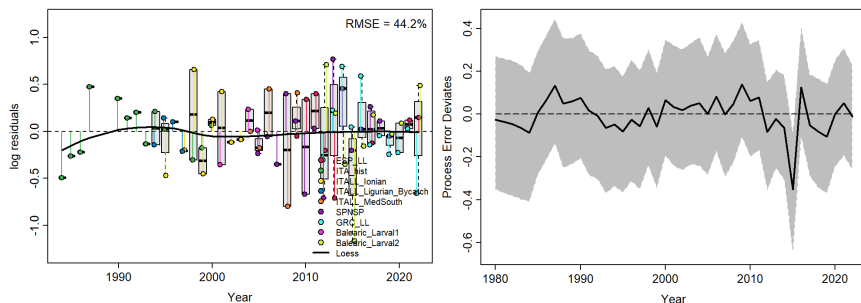 RMSE = 44.2%
1.0
0.5
0.0
-0.5
-1.0
log residuals
ESP_LL
ITA_hist
ITALL_Ionian
ITALL_Ligurian_Bycatch
ITALL_MedSouth
SPNSP
GRC_LL
Balearic_Larval1
Balearic_Larval2
Loess
1990
2000
2010
2020
Year
0.4
0.2
0.0
-0.2
-0.4
-0.6
Process Error Deviates
1980
1990
2000
2010
2020
Year